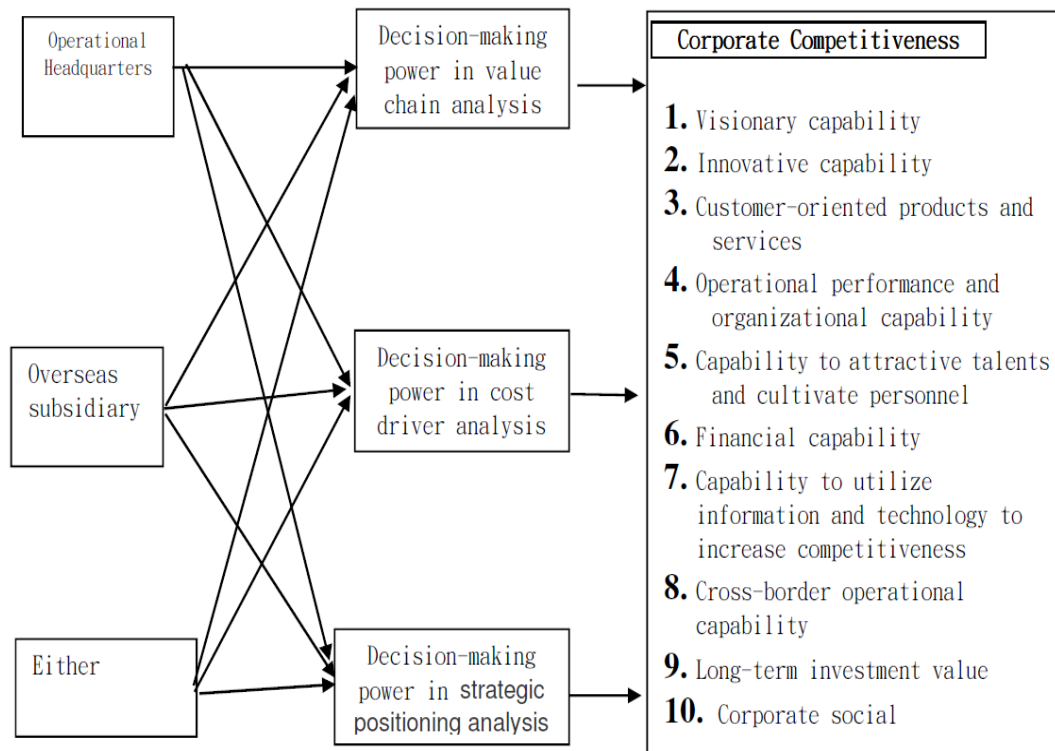 Operational
Headquarters
Decision-making
power in value
chain analysis
Overseas
subsidiary
Decision-making
power in cost
driver analysis
Either
Decision-making
power in strategic
positioning analysis
Corporate Competitiveness
1. Visionary capability
2. Innovative capability
3. Customer-oriented products and
services
4. Operational performance and
organizational capability
5. Capability to attractive talents
and cultivate personnel
6. Financial capability
7. Capability to utilize
information and technology to
increase competitiveness
8. Cross-border operational
capability
9. Long-term investment value
10. Corporate social